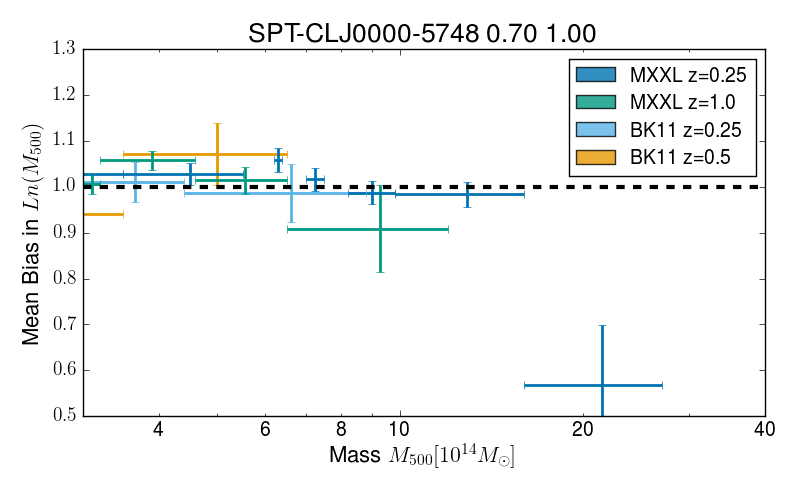 SPT-CLJ0000-5748 0.70 1.00
1.3
1.2
1.1
1.0
0.9
0.8
0.7
0.6
0.5
Mean Bias in Ln(M₅₀₀)
MXXL z=0.25
MXXL z=1.0
BK11 z=0.25
BK11 z=0.5
4 6 8 10 20 40
Mass M₅₀₀[10¹⁴M☉]